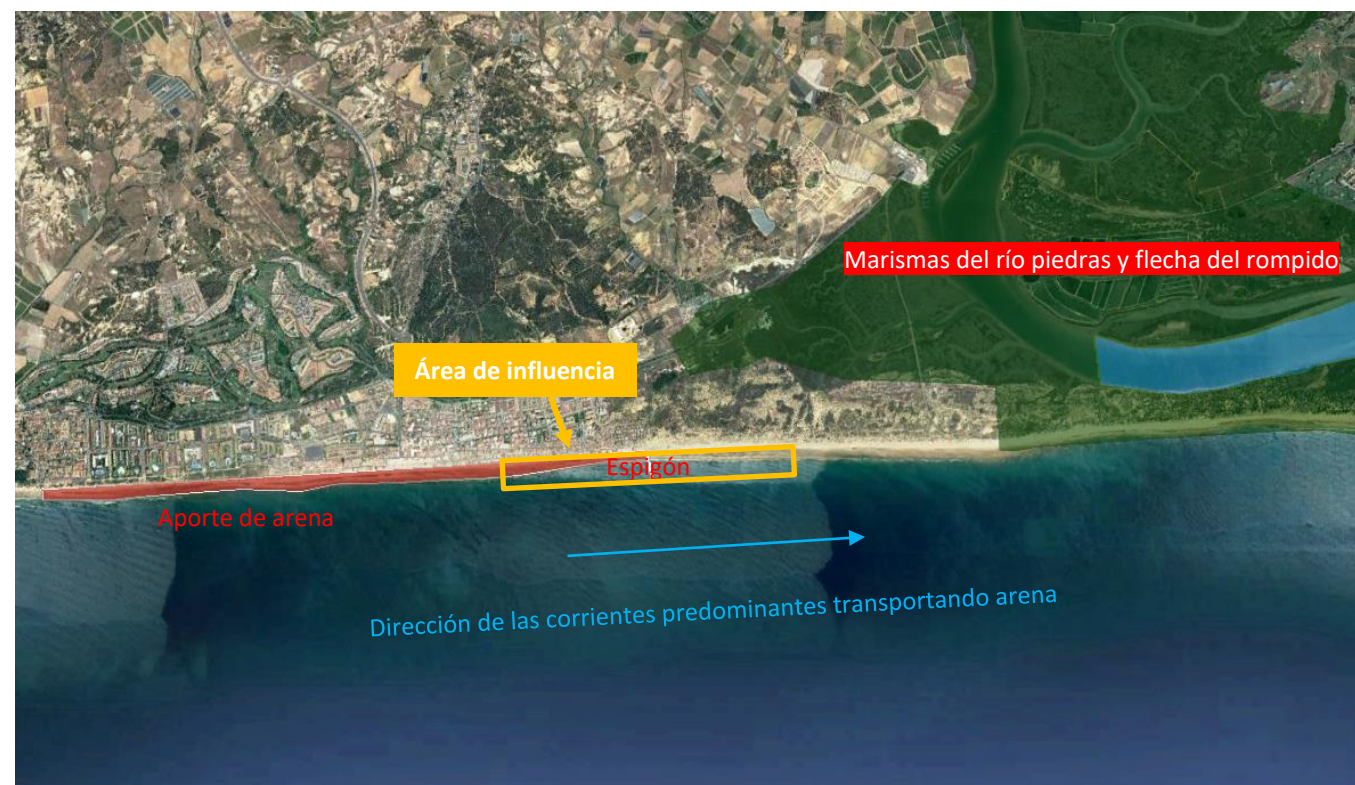 Marismas del río piedras y flecha del rompido
Área de influencia
Espigón
Aporte de arena
Dirección de las corrientes predominantes transportando arena